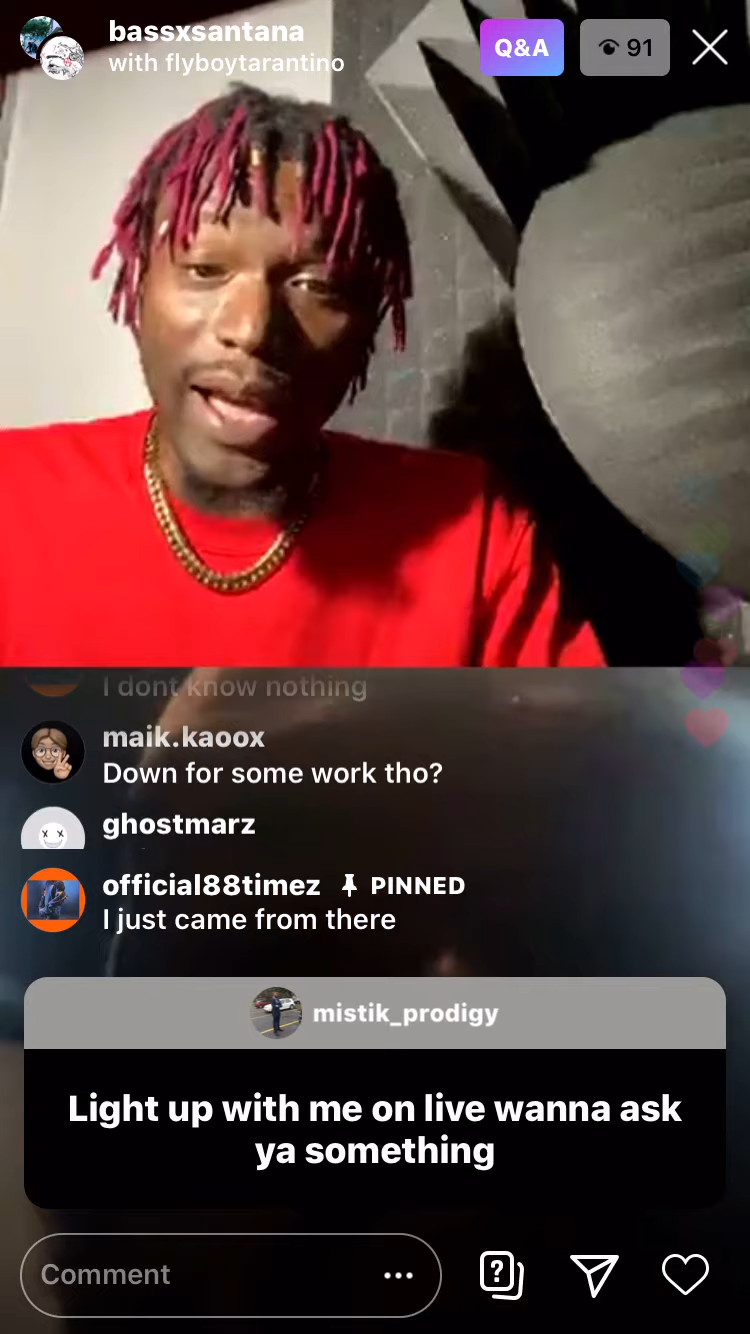 bassxsantana
with flyboytarantino
Q&A
91
I dont know nothing
maik.kaoox
Down for some work tho?
ghostmarz
official88timez PINNED
I just came from there
mistik_prodigy
Light up with me on live wanna ask
ya something
Comment